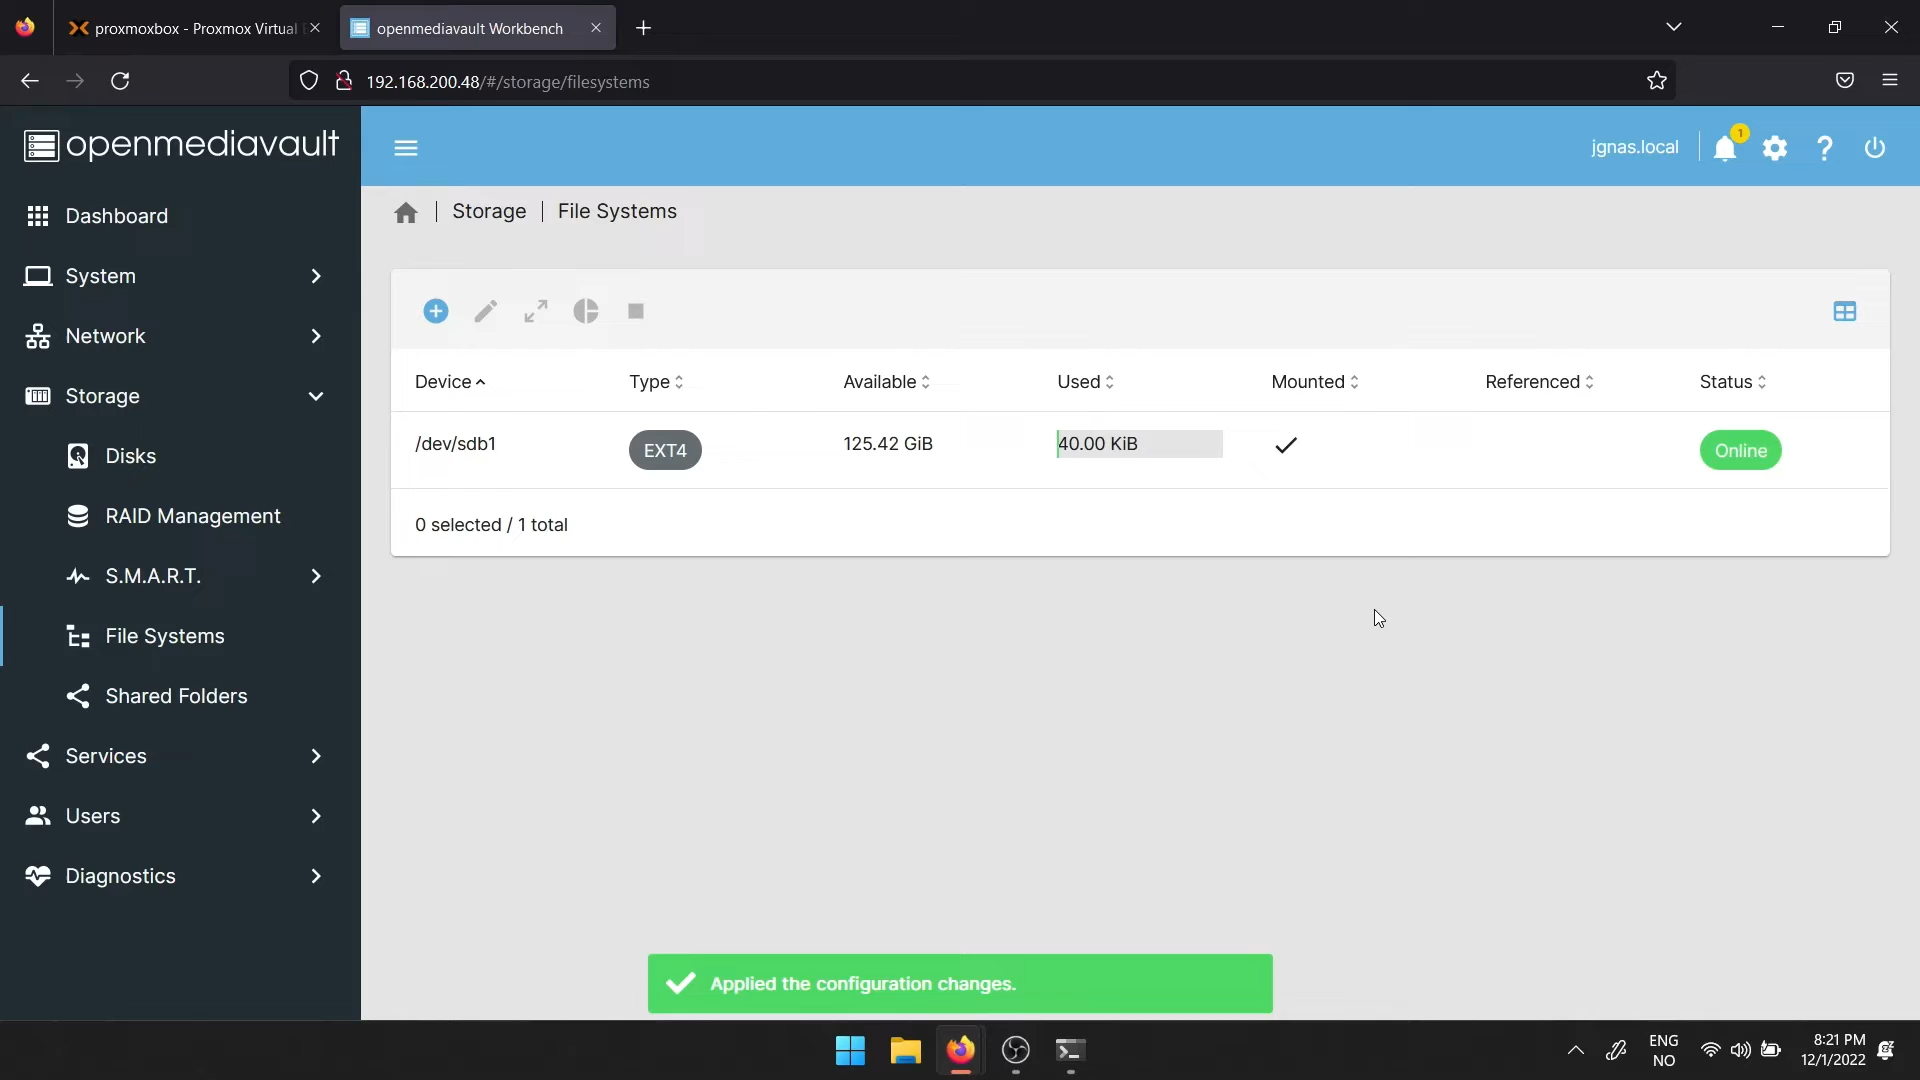 proxmoxbox - Proxmox Virtual
openmediavault Workbench
192.168.200.48/#/storage/filesystems
openmediavault
jgnas.local
1
Storage | File Systems
Dashboard
System
Network
Storage
Disks
RAID Management
S.M.A.R.T.
File Systems
Shared Folders
Services
Users
Diagnostics
Device Type Available Used Mounted Referenced Status
/dev/sdb1 EXT4 125.42 GiB 40.00 KiB Online
0 selected / 1 total
Applied the configuration changes.
ENG
NO
8:21 PM
12/1/2022